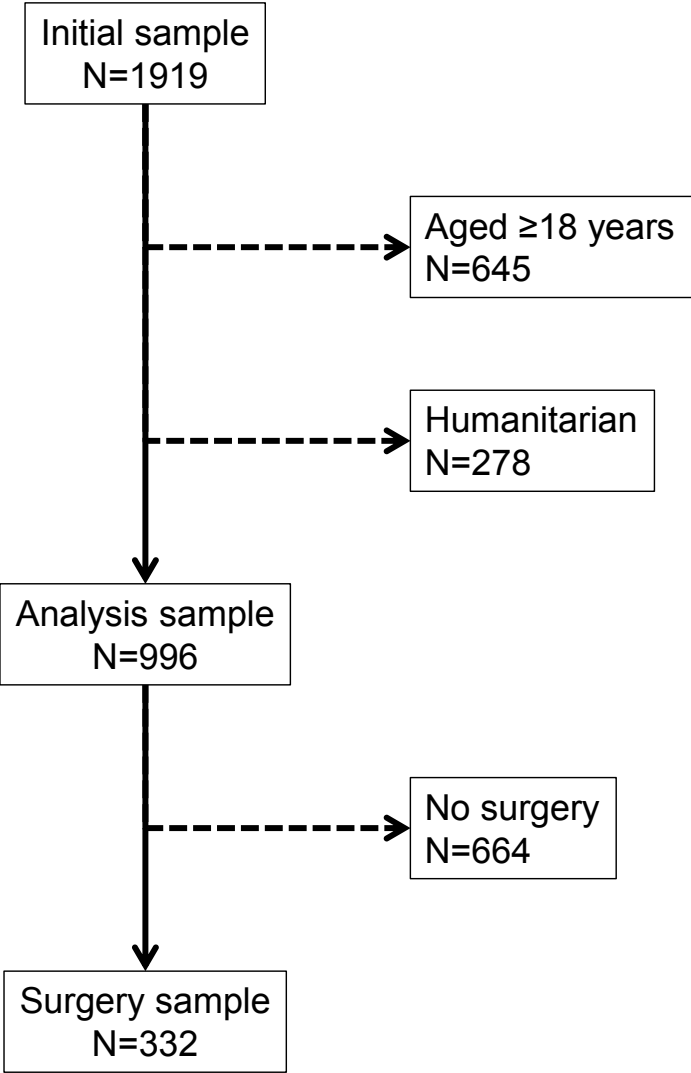 Initial sample
N=1919
Aged ≥18 years
N=645
Humanitarian
N=278
Analysis sample
N=996
No surgery
N=664
Surgery sample
N=332